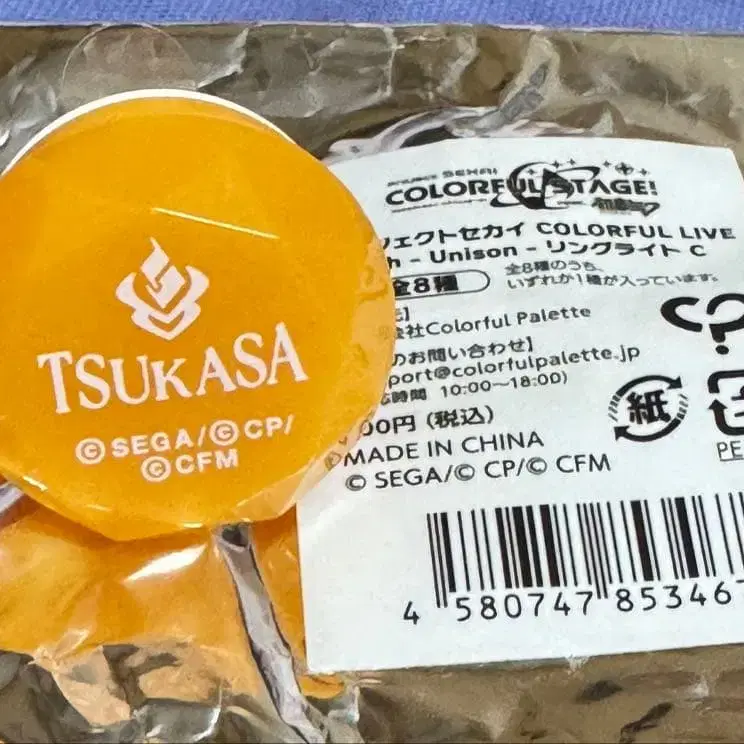 TSUKASA
©SEGA/©CP/
©CFM
COLORFUL STAGE!
ェクトセカイ COLORFUL LIVE
- Unison - リングライト C
全8種
全8種のうち、
いずれか1種が入っています。
会社Colorful Palette
のお問い合わせ】
port@colorfulpalette.jp
時間 10:00～18:00)
00円（税込）
MADE IN CHINA
© SEGA/© CP/© CFM
紙
PE
4 580747 85346